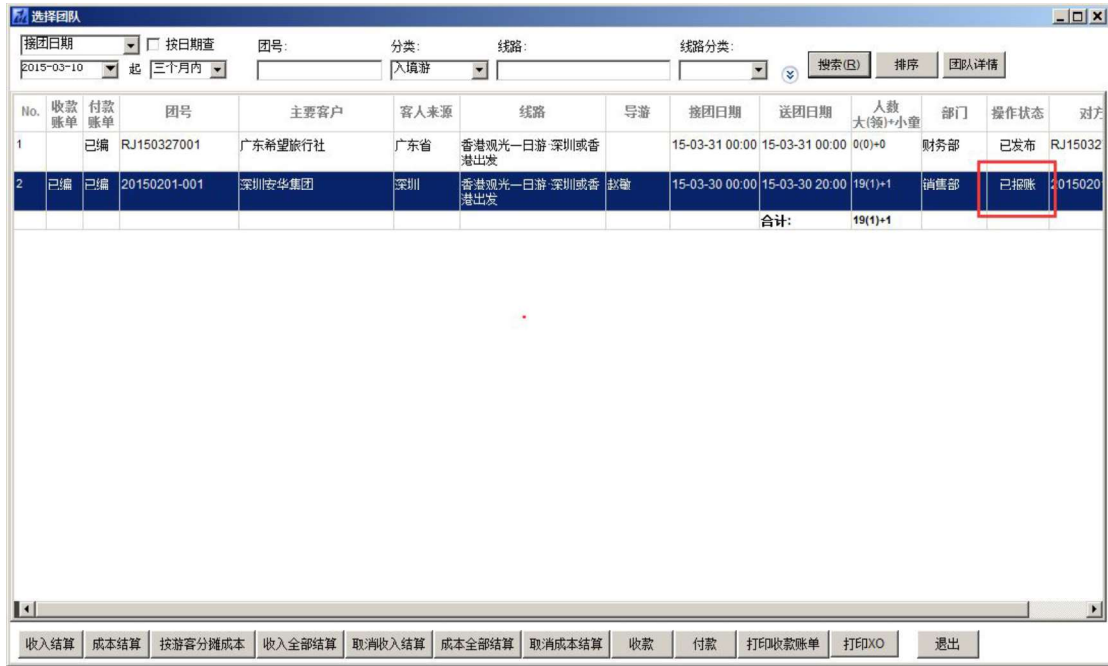 选择团队
接团日期 按日期查 团号: 分类: 线路: 线路分类:
2015-03-10 起 三个月内 入境游 搜索(R) 排序 团队详情
No. 收款账单 付款账单 团号 主要客户 客人来源 线路 导游 接团日期 送团日期 人数 大(领)+小童 部门 操作状态 对方
1 已编 RJ150327001 广东希望旅行社 广东省 香港观光一日游·深圳或香港出发 15-03-31 00:00 15-03-31 00:00 0(0)+0 财务部 已发布 RJ15032
2 已编 已编 20150201-001 深圳安华集团 深圳 香港观光一日游·深圳或香港出发 赵敏 15-03-30 00:00 15-03-30 20:00 19(1)+1 销售部 已报账 2015020
合计: 19(1)+1
收入结算 成本结算 按游客分摊成本 收入全部结算 取消收入结算 成本全部结算 取消成本结算 收款 付款 打印收款账单 打印XO 退出